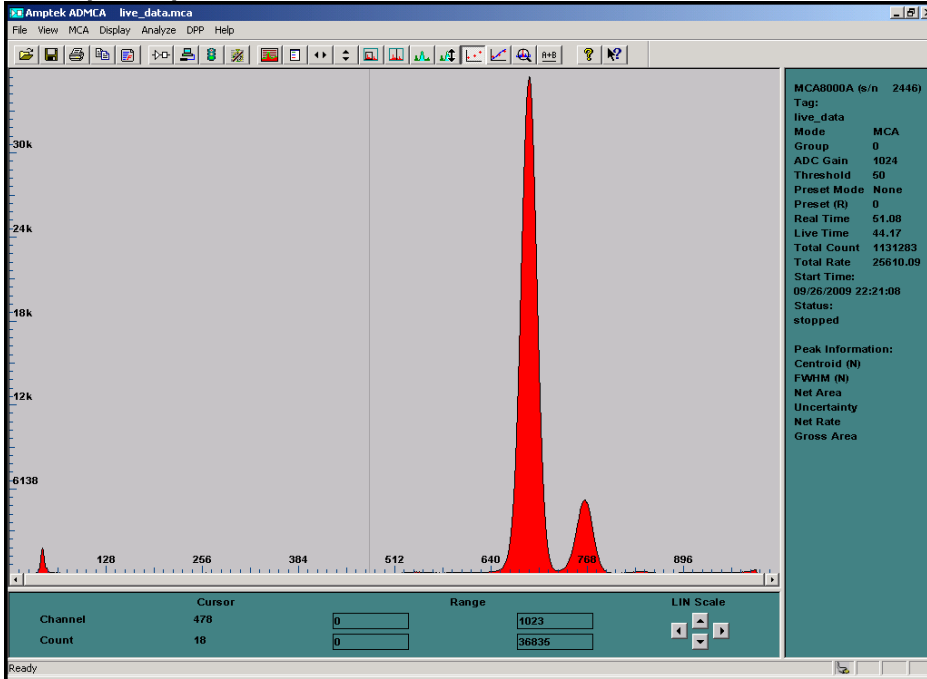 Amptek ADMCA    live_data.mca
File View MCA Display Analyze DPP Help
A+B
MCA8000A (s/n 2446)
Tag:
live_data
Mode MCA
Group 0
ADC Gain 1024
Threshold 50
Preset Mode None
Preset (R) 0
Real Time 51.08
Live Time 44.17
Total Count 1131283
Total Rate 25610.09
Start Time:
09/26/2009 22:21:08
Status:
stopped
Peak Information:
Centroid (N)
FWHM (N)
Net Area
Uncertainty
Net Rate
Gross Area
30k
24k
18k
12k
6138
128 256 384 512 640 768 896
Cursor Range LIN Scale
Channel 478 0 1023
Count 18 0 36835
Ready